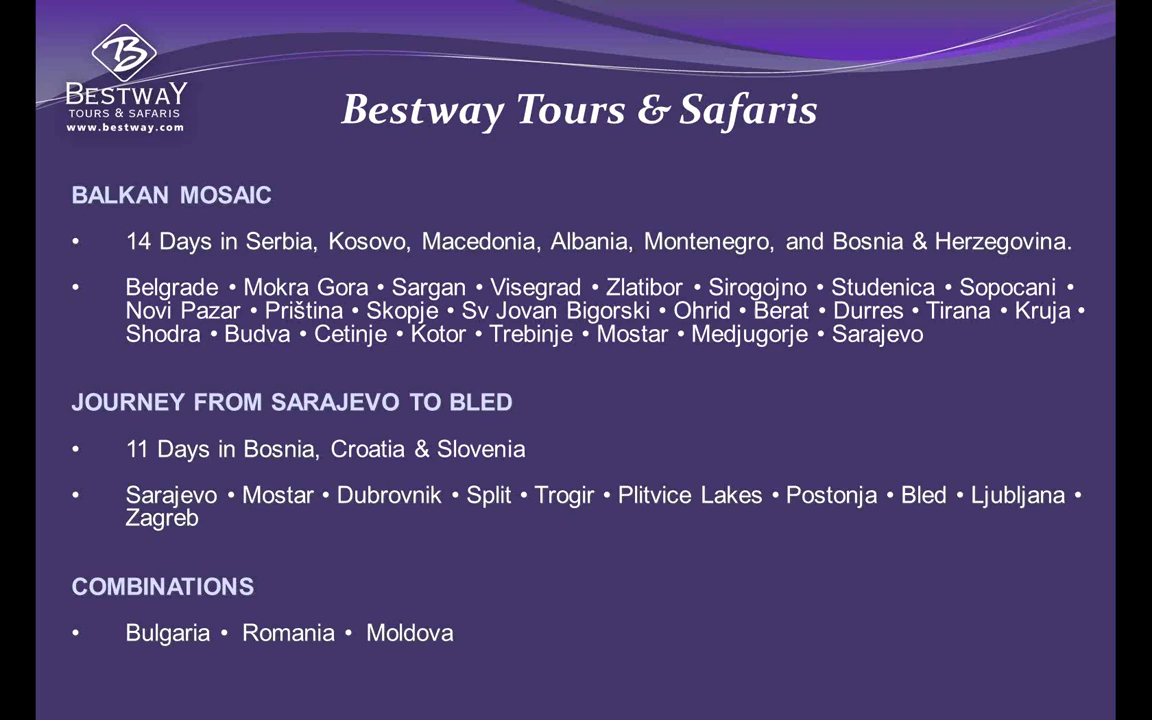 B
BESTWAY
TOURS & SAFARIS
www.bestway.com
Bestway Tours & Safaris
BALKAN MOSAIC
• 14 Days in Serbia, Kosovo, Macedonia, Albania, Montenegro, and Bosnia & Herzegovina.
• Belgrade • Mokra Gora • Sargan • Visegrad • Zlatibor • Sirogojno • Studenica • Sopocani •
Novi Pazar • Priština • Skopje • Sv Jovan Bigorski • Ohrid • Berat • Durres • Tirana • Kruja •
Shodra • Budva • Cetinje • Kotor • Trebinje • Mostar • Medjugorje • Sarajevo
JOURNEY FROM SARAJEVO TO BLED
• 11 Days in Bosnia, Croatia & Slovenia
• Sarajevo • Mostar • Dubrovnik • Split • Trogir • Plitvice Lakes • Postonja • Bled • Ljubljana •
Zagreb
COMBINATIONS
• Bulgaria • Romania • Moldova